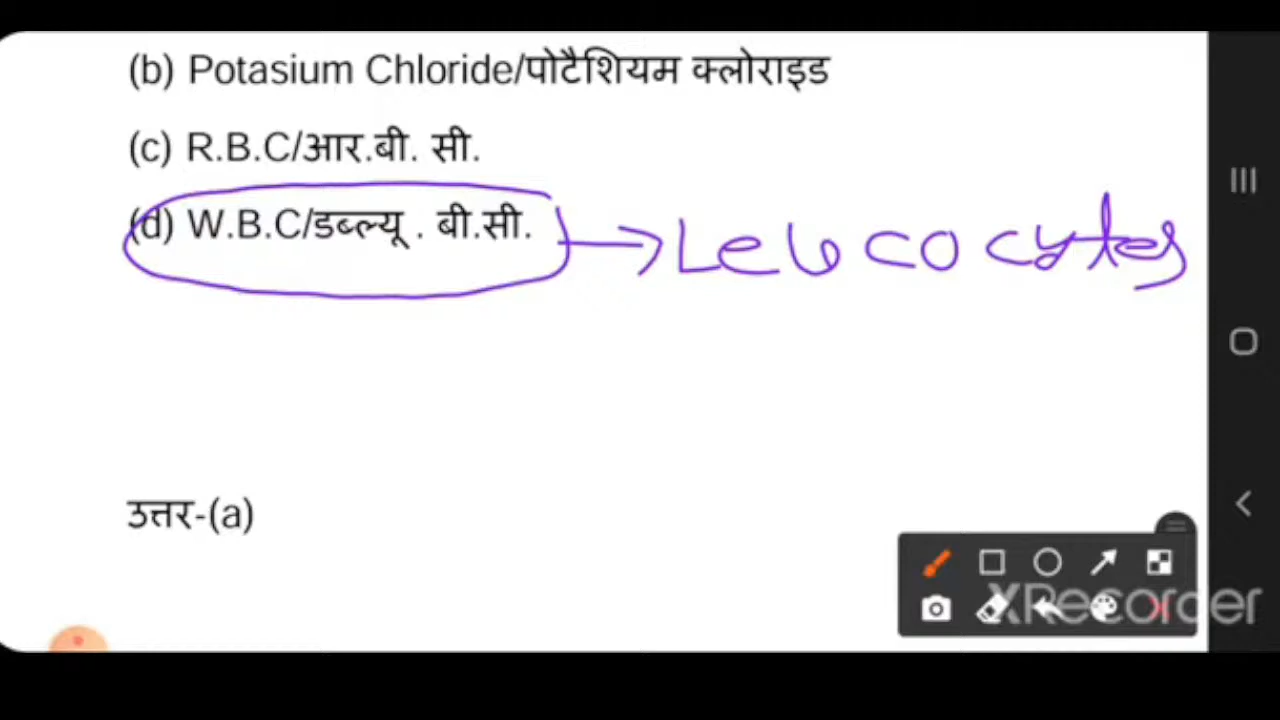 (b) Potasium Chloride/पोटैशियम क्लोराइड
(c) R.B.C/आर.बी. सी.
(d) W.B.C/डब्ल्यू . बी.सी. → Leucocytes
उत्तर-(a)
XRecorder